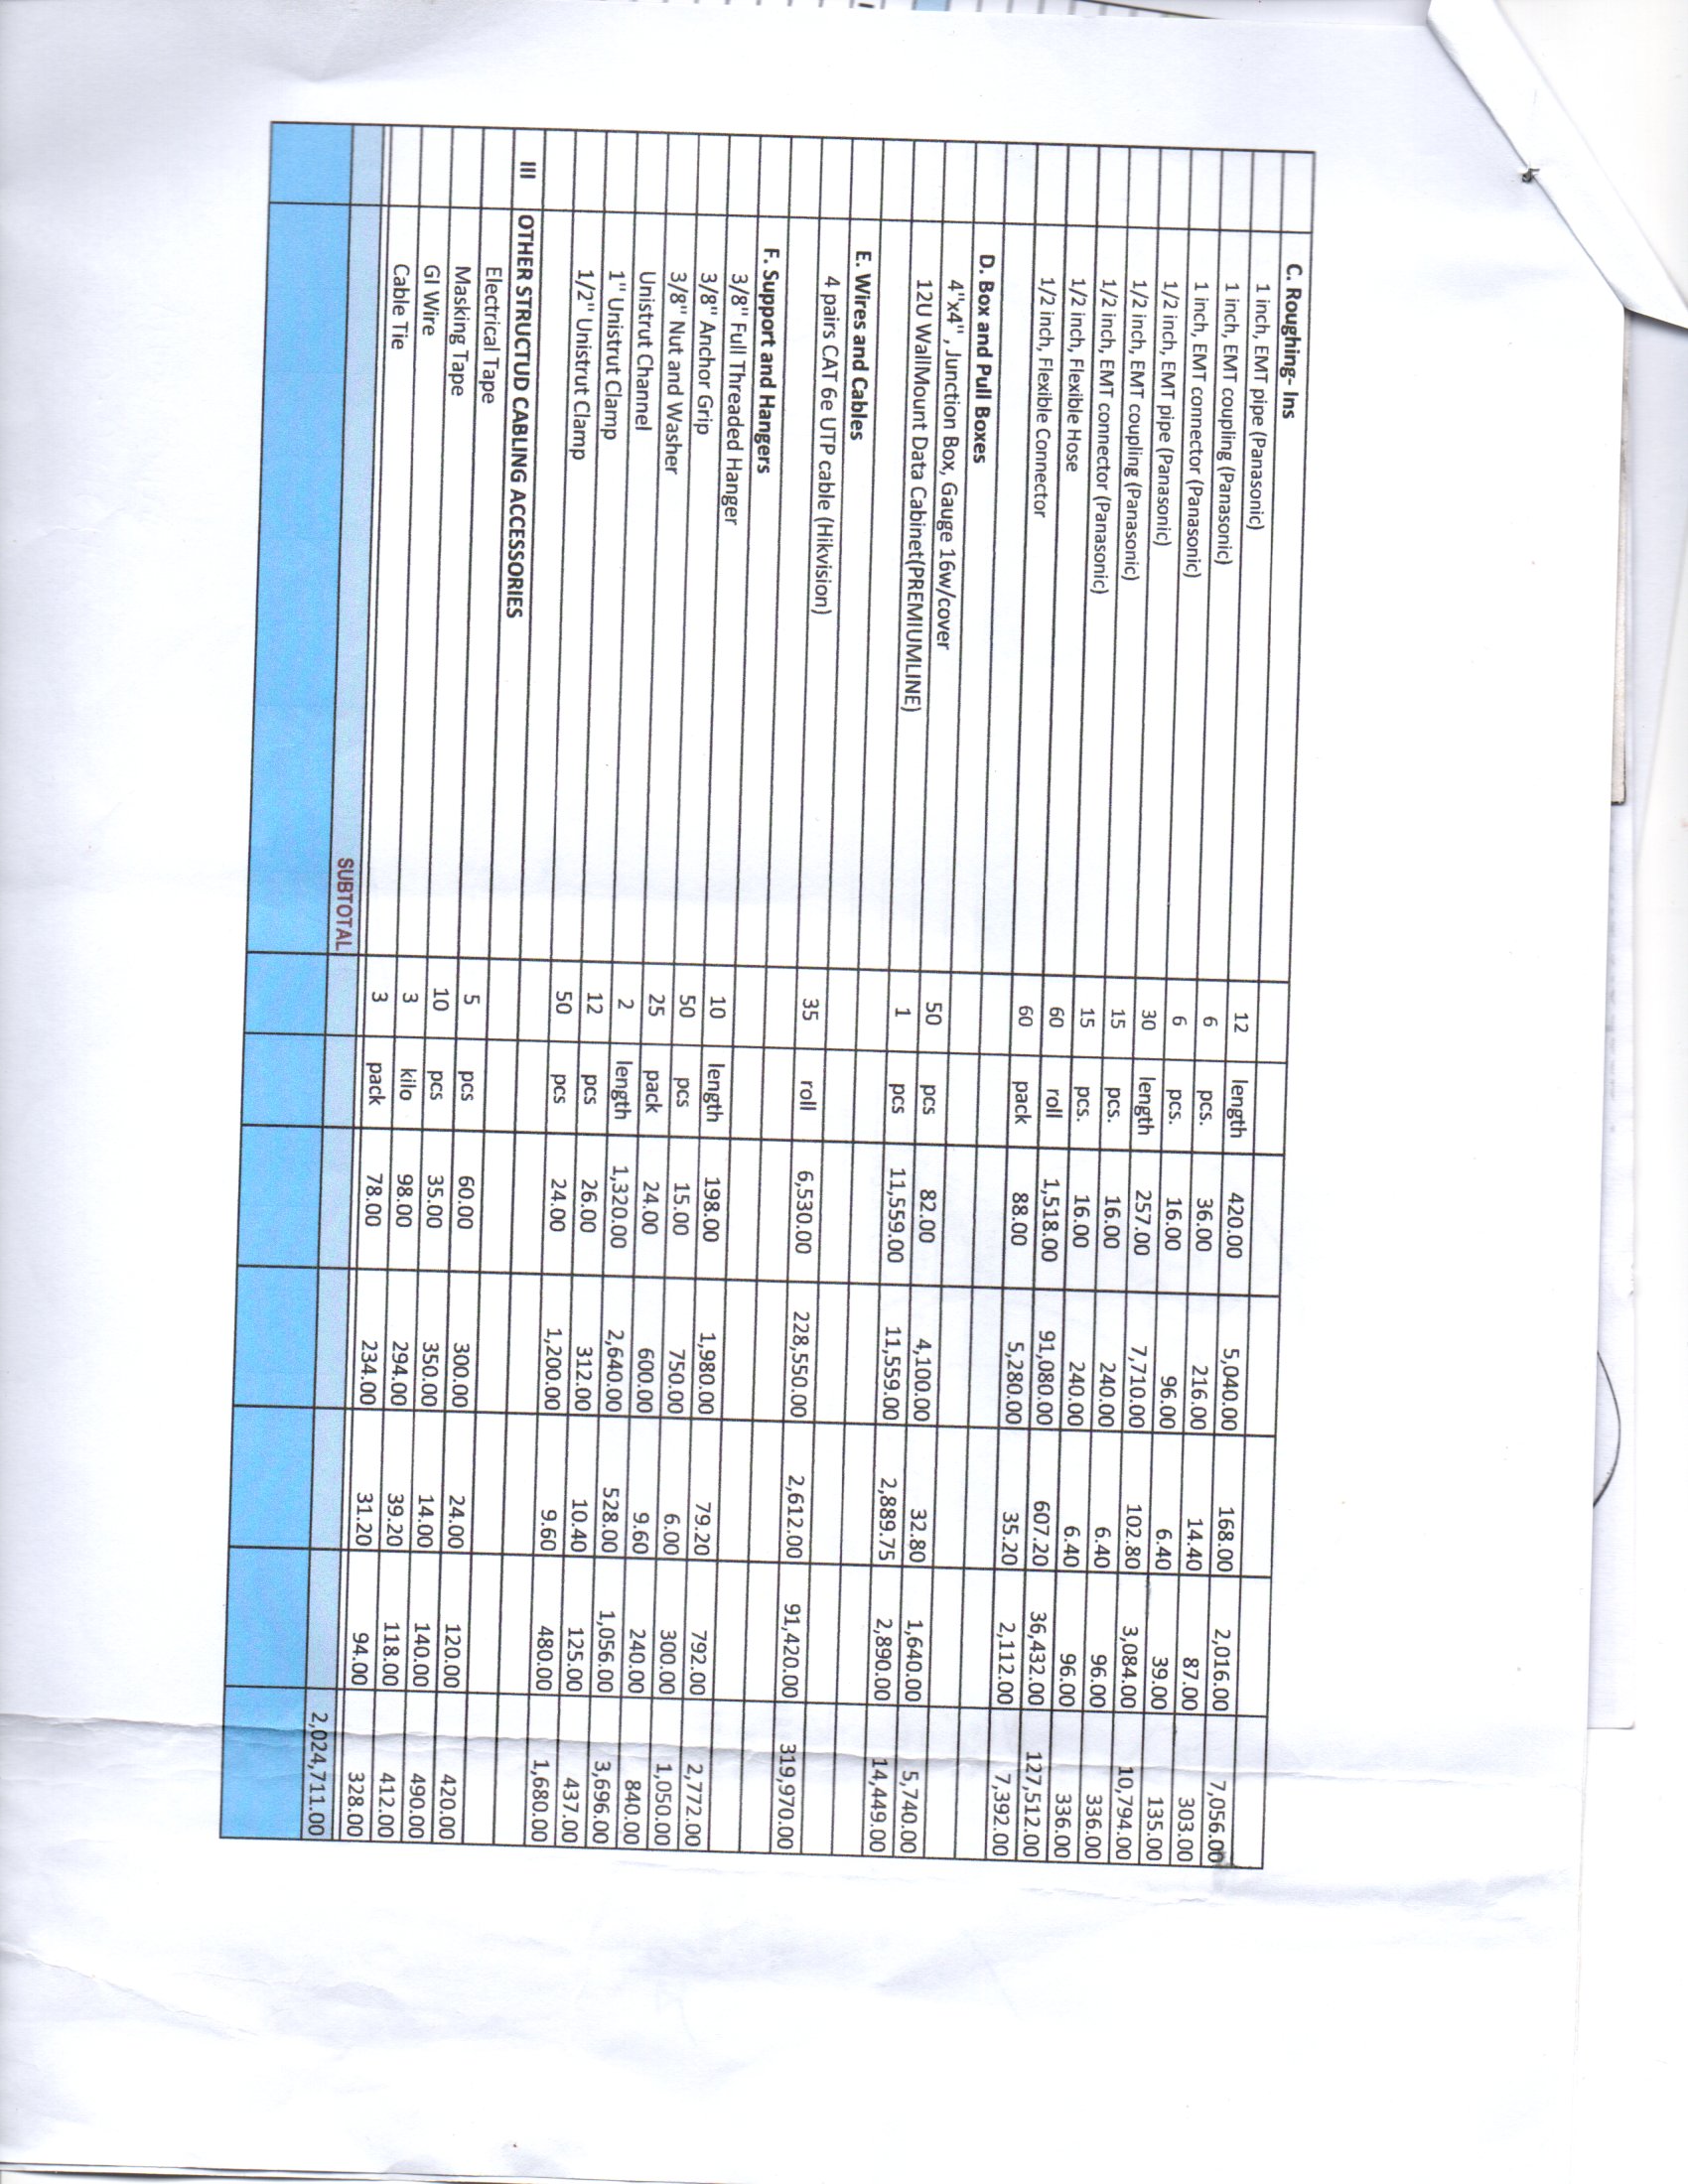 C. Roughing- Ins
1 inch, EMT pipe (Panasonic) 12 length 420.00 5,040.00 168.00 2,016.00 7,056.00
1 inch, EMT coupling (Panasonic) 6 pcs. 36.00 216.00 14.40 87.00 303.00
1 inch, EMT connector (Panasonic) 6 pcs. 16.00 96.00 6.40 39.00 135.00
1/2 inch, EMT pipe (Panasonic) 30 length 257.00 7,710.00 102.80 3,084.00 10,794.00
1/2 inch, EMT coupling (Panasonic) 15 pcs. 16.00 240.00 6.40 96.00 336.00
1/2 inch, EMT connector (Panasonic) 15 pcs. 16.00 240.00 6.40 96.00 336.00
1/2 inch, Flexible Hose 60 roll 1,518.00 91,080.00 607.20 36,432.00 127,512.00
1/2 inch, Flexible Connector 60 pack 88.00 5,280.00 35.20 2,112.00 7,392.00
D. Box and Pull Boxes
4"x4" , Junction Box, Gauge 16w/cover 50 pcs 82.00 4,100.00 32.80 1,640.00 5,740.00
12U WallMount Data Cabinet(PREMIUMLINE) 1 pcs 11,559.00 11,559.00 2,889.75 2,890.00 14,449.00
E. Wires and Cables
4 pairs CAT 6e UTP cable (Hikvision) 35 roll 6,530.00 228,550.00 2,612.00 91,420.00 319,970.00
F. Support and Hangers
3/8" Full Threaded Hanger 10 length 198.00 1,980.00 79.20 792.00 2,772.00
3/8" Anchor Grip 50 pcs 15.00 750.00 6.00 300.00 1,050.00
3/8" Nut and Washer 25 pack 24.00 600.00 9.60 240.00 840.00
Unistrut Channel 2 length 1,320.00 2,640.00 528.00 1,056.00 3,696.00
1" Unistrut Clamp 12 pcs 26.00 312.00 10.40 125.00 437.00
1/2" Unistrut Clamp 50 pcs 24.00 1,200.00 9.60 480.00 1,680.00
III OTHER STRUCTUD CABLING ACCESSORIES
Electrical Tape 5 pcs 60.00 300.00 24.00 120.00 420.00
Masking Tape 10 pcs 35.00 350.00 14.00 140.00 490.00
GI Wire 3 kilo 98.00 294.00 39.20 118.00 412.00
Cable Tie 3 pack 78.00 234.00 31.20 94.00 328.00
SUBTOTAL 2,024,711.00